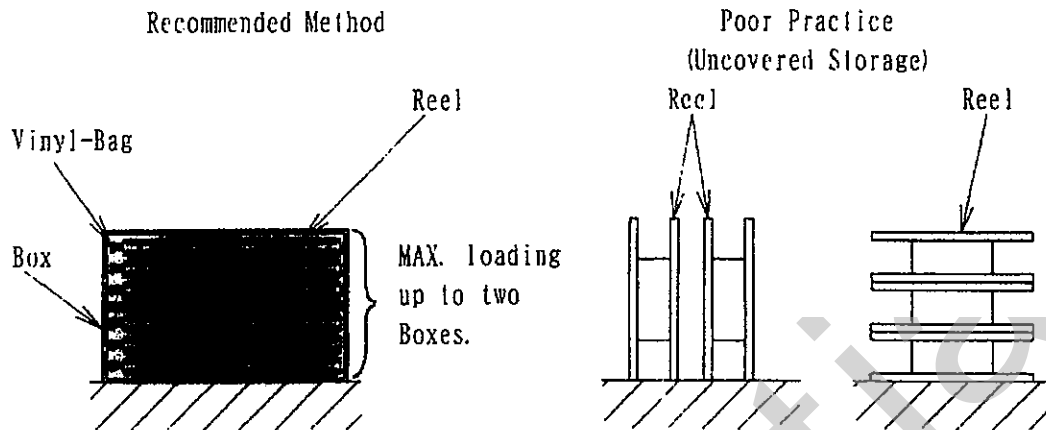 Recommended Method
Reel
Vinyl-Bag
Box
MAX. loading
up to two
Boxes.
Poor Practice
(Uncovered Storage)
Reel
Reel